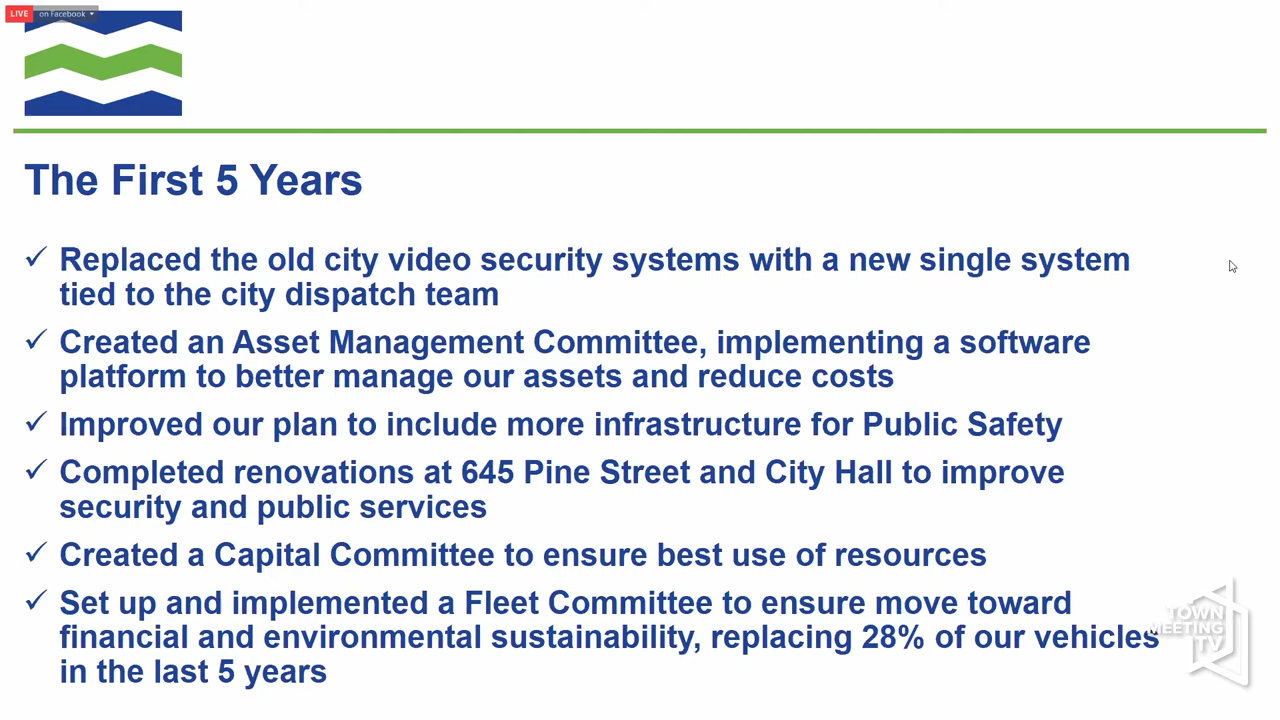 LIVE on Facebook
The First 5 Years
✓ Replaced the old city video security systems with a new single system
tied to the city dispatch team
✓ Created an Asset Management Committee, implementing a software
platform to better manage our assets and reduce costs
✓ Improved our plan to include more infrastructure for Public Safety
✓ Completed renovations at 645 Pine Street and City Hall to improve
security and public services
✓ Created a Capital Committee to ensure best use of resources
✓ Set up and implemented a Fleet Committee to ensure move toward
financial and environmental sustainability, replacing 28% of our vehicles
in the last 5 years
TOWN
MEETING
TV